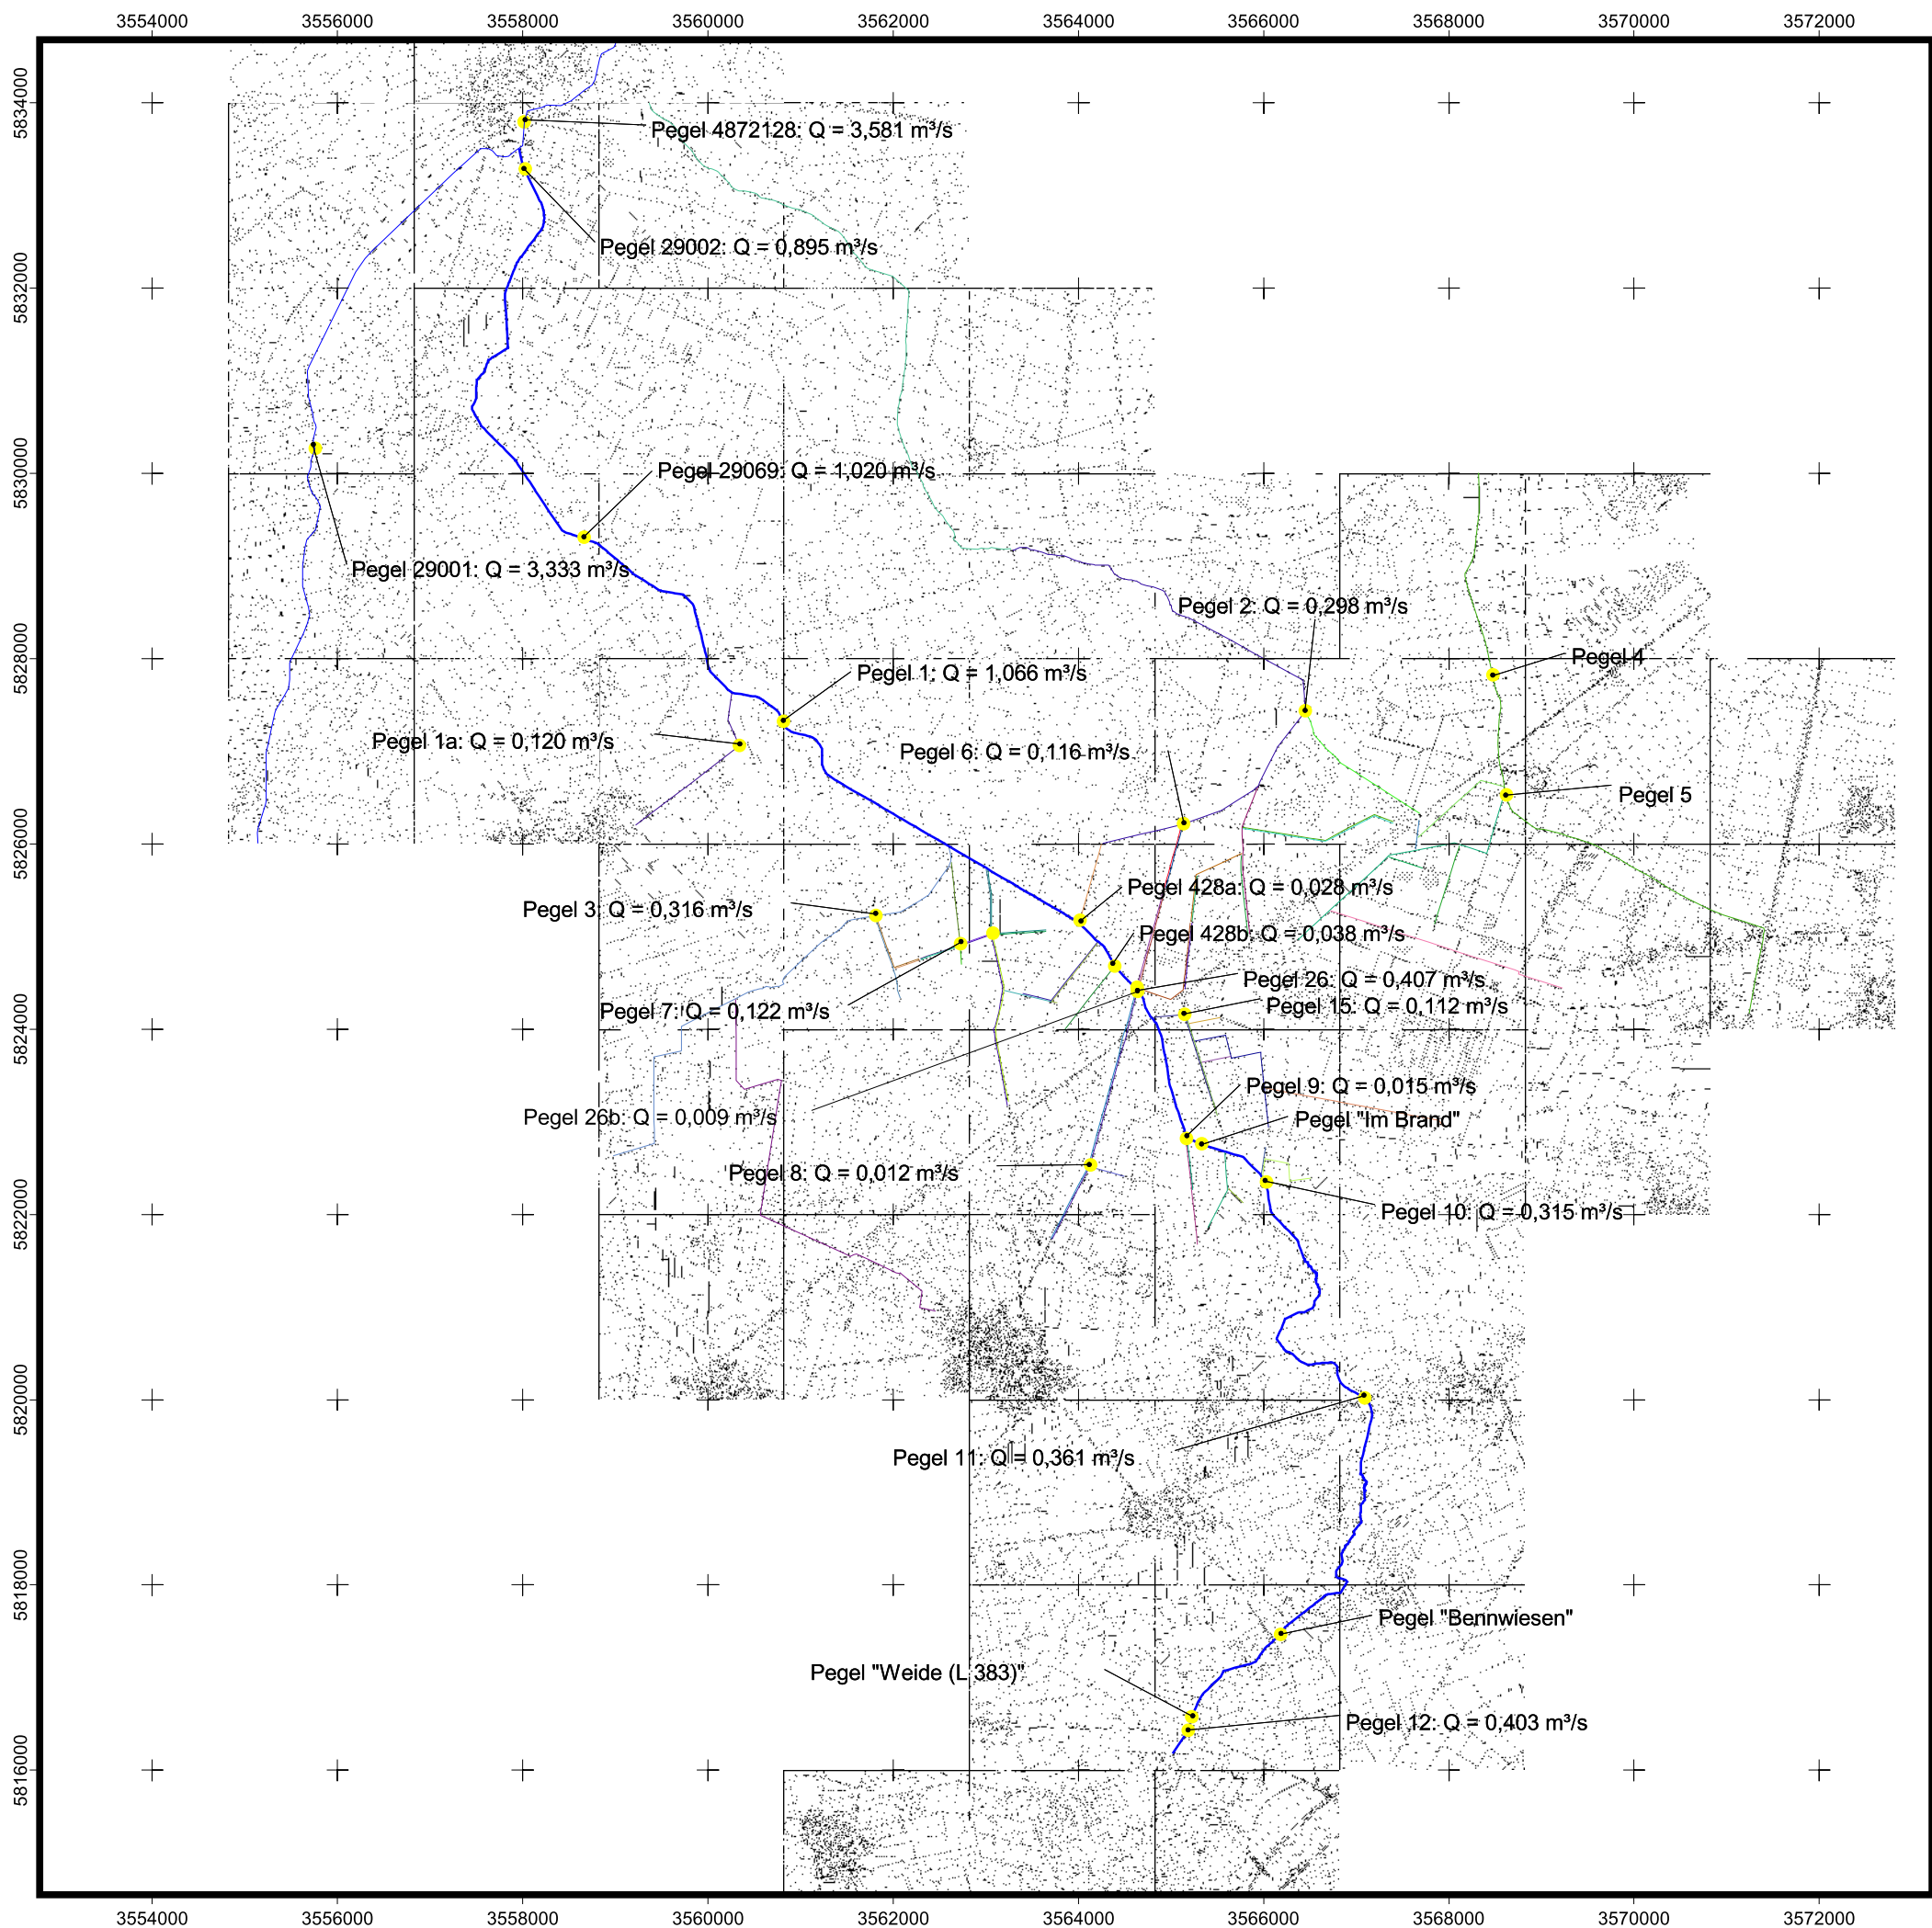 3554000 3556000 3558000 3560000 3562000 3564000 3566000 3568000 3570000 3572000
5834000
5832000
5830000
5828000
5826000
5824000
5822000
5820000
5818000
5816000
Pegel 4872128: Q = 3,581 m³/s
Pegel 29002: Q = 0,895 m³/s
Pegel 29069: Q = 1,020 m³/s
Pegel 29001: Q = 3,333 m³/s
Pegel 2: Q = 0,298 m³/s
Pegel 4
Pegel 1: Q = 1,066 m³/s
Pegel 1a: Q = 0,120 m³/s
Pegel 6: Q = 0,116 m³/s
Pegel 5
Pegel 428a: Q = 0,028 m³/s
Pegel 3: Q = 0,316 m³/s
Pegel 428b: Q = 0,038 m³/s
Pegel 26: Q = 0,407 m³/s
Pegel 15: Q = 0,112 m³/s
Pegel 7: Q = 0,122 m³/s
Pegel 9: Q = 0,015 m³/s
Pegel 26b: Q = 0,009 m³/s
Pegel "Im Brand"
Pegel 8: Q = 0,012 m³/s
Pegel 10: Q = 0,315 m³/s
Pegel 11: Q = 0,361 m³/s
Pegel "Bennwiesen"
Pegel "Weide (L 383)"
Pegel 12: Q = 0,403 m³/s
3554000 3556000 3558000 3560000 3562000 3564000 3566000 3568000 3570000 3572000